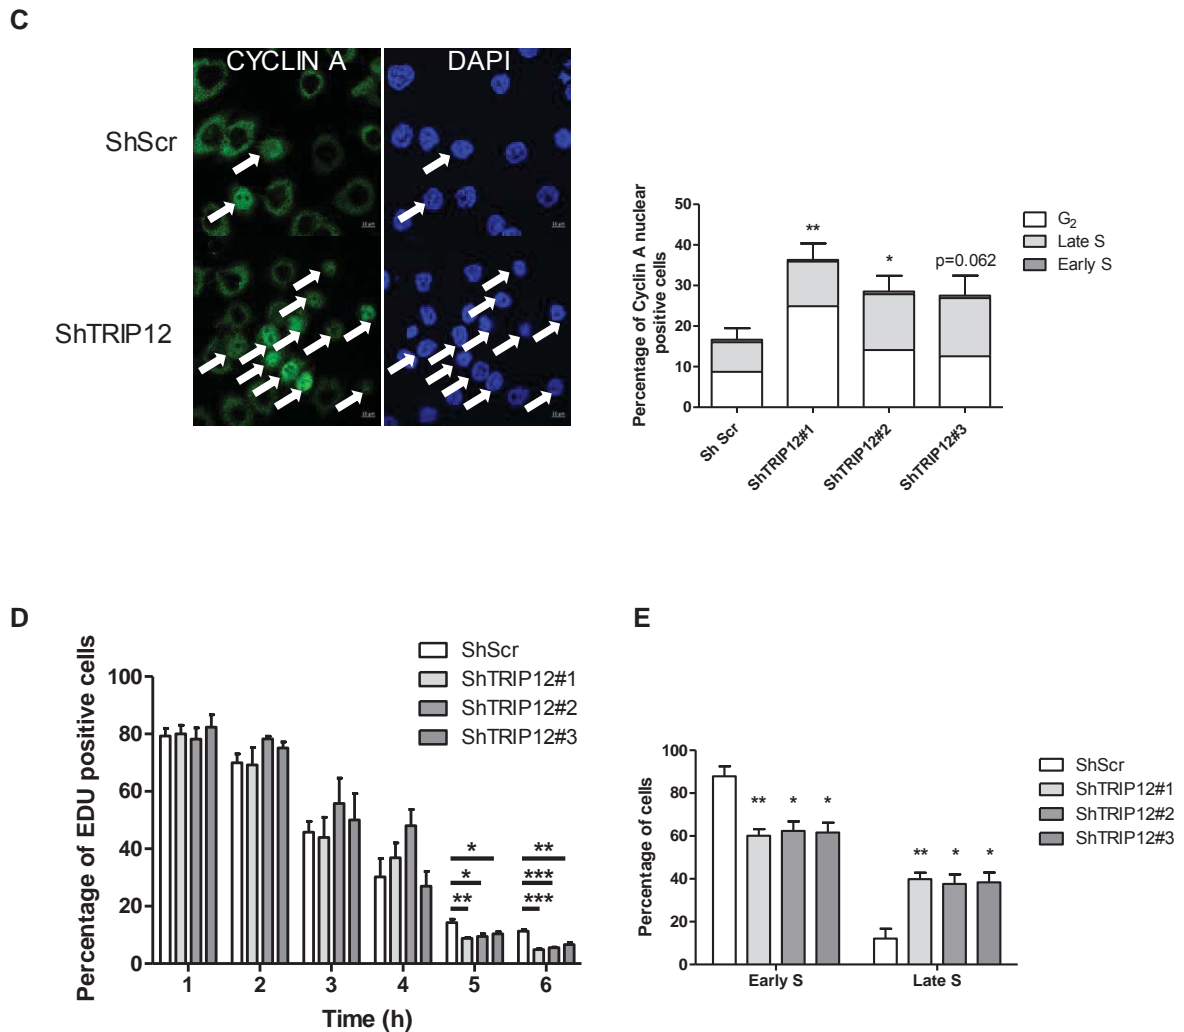 C
CYCLIN A
DAPI
ShScr
ShTRIP12
Percentage of Cyclin A nuclear
positive cells
50
40
30
20
10
0
**
*
p=0.062
G2
Late S
Early S
Sh Scr
ShTRIP12#1
ShTRIP12#2
ShTRIP12#3
D
Percentage of EDU positive cells
100
80
60
40
20
0
ShScr
ShTRIP12#1
ShTRIP12#2
ShTRIP12#3
*
*
**
**
***
***
1 2 3 4 5 6
Time (h)
E
Percentage of cells
100
80
60
40
20
0
** * *
** * *
ShScr
ShTRIP12#1
ShTRIP12#2
ShTRIP12#3
Early S
Late S